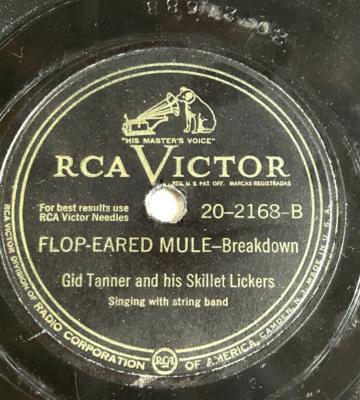 "HIS MASTER'S VOICE"
RCA VICTOR
REG. U. S. PAT. OFF. MARCAS REGISTRADAS
For best results use
RCA Victor Needles
20-2168-B
FLOP-EARED MULE—Breakdown
Gid Tanner and his Skillet Lickers
Singing with string band
RCA VICTOR DIVISION OF RADIO CORPORATION OF AMERICA, CAMDEN, N. J. MADE IN U. S. A.
RCA